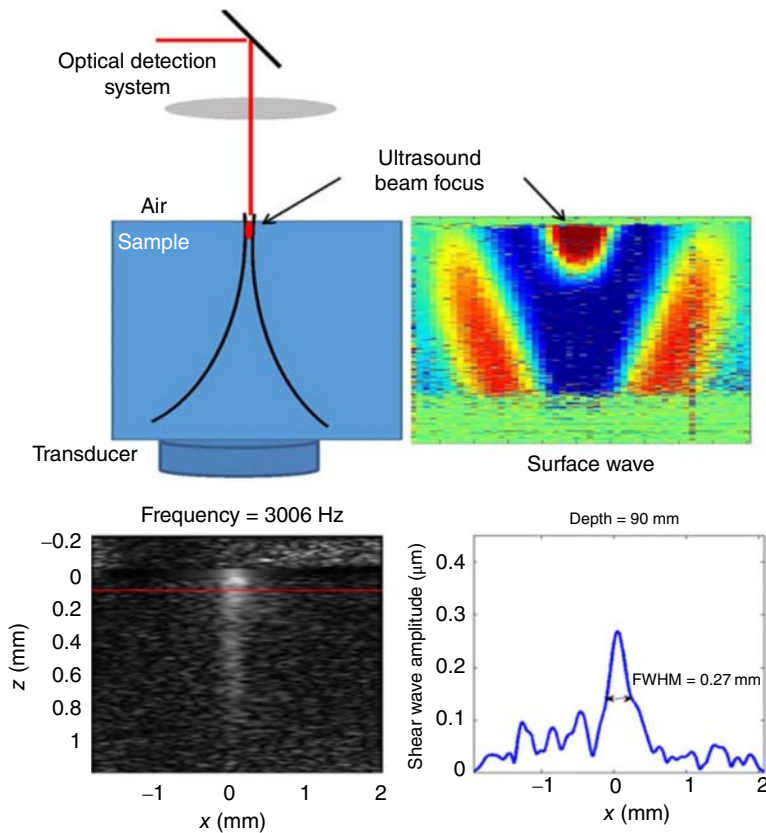 Optical detection
system
Ultrasound
beam focus
Air
Sample
Transducer
Surface wave
Frequency = 3006 Hz
−0.2
0
0.2
0.4
0.6
0.8
1
z (mm)
−1
0
1
2
x (mm)
Depth = 90 mm
Shear wave amplitude (μm)
0.4
0.3
0.2
0.1
0
FWHM = 0.27 mm
−1
0
1
2
x (mm)